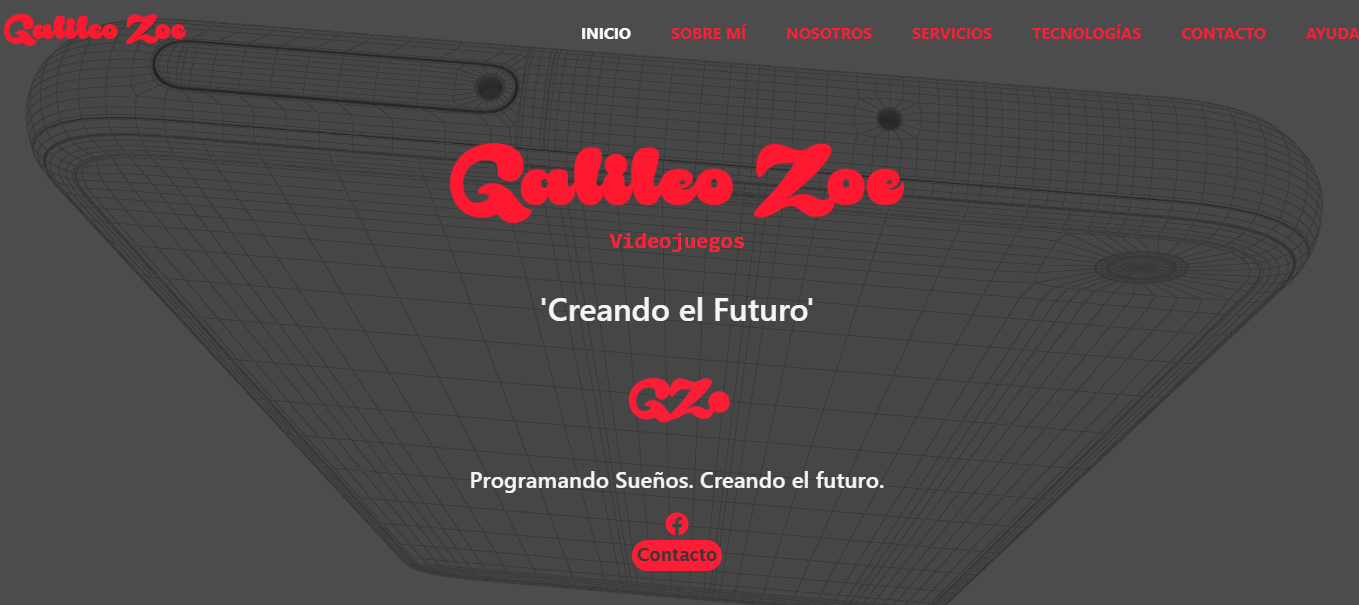 Galileo Zoe
INICIO SOBRE MÍ NOSOTROS SERVICIOS TECNOLOGÍAS CONTACTO AYUDA
Galileo Zoe
Videojuegos
'Creando el Futuro'
GZ.
Programando Sueños. Creando el futuro.
Contacto